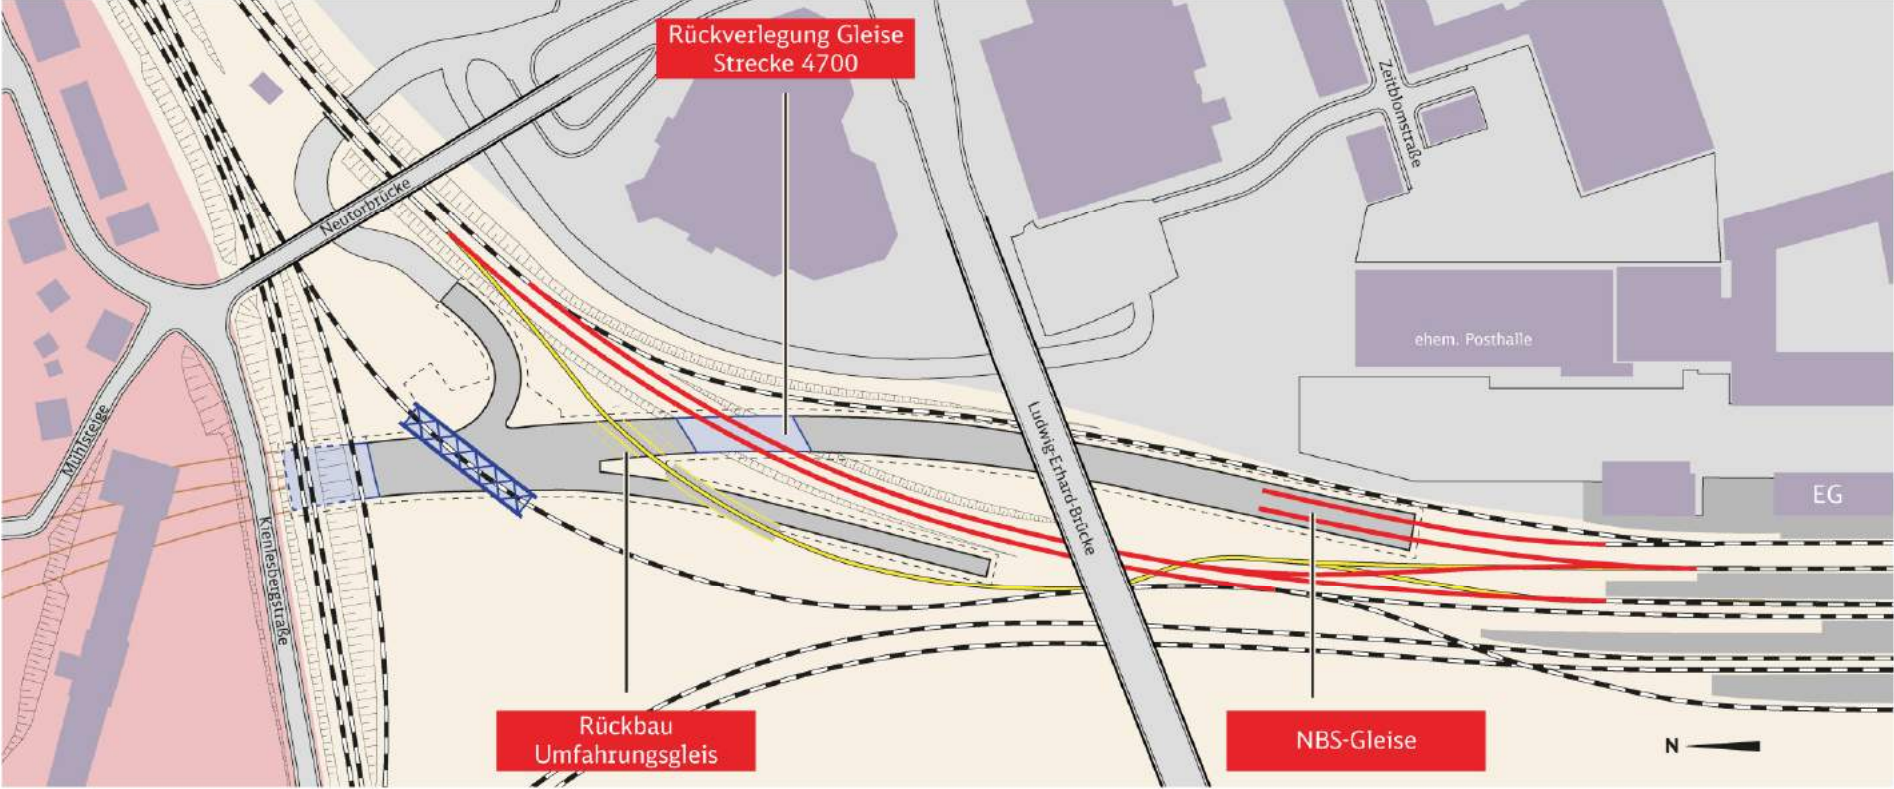 Rückverlegung Gleise
Strecke 4700
Zeitblomstraße
Neutorbrücke
ehem. Posthalle
Mühlsteige
Ludwig-Erhard-Brücke
EG
Kienlesbergstraße
Rückbau
Umfahrungsgleis
NBS-Gleise
N